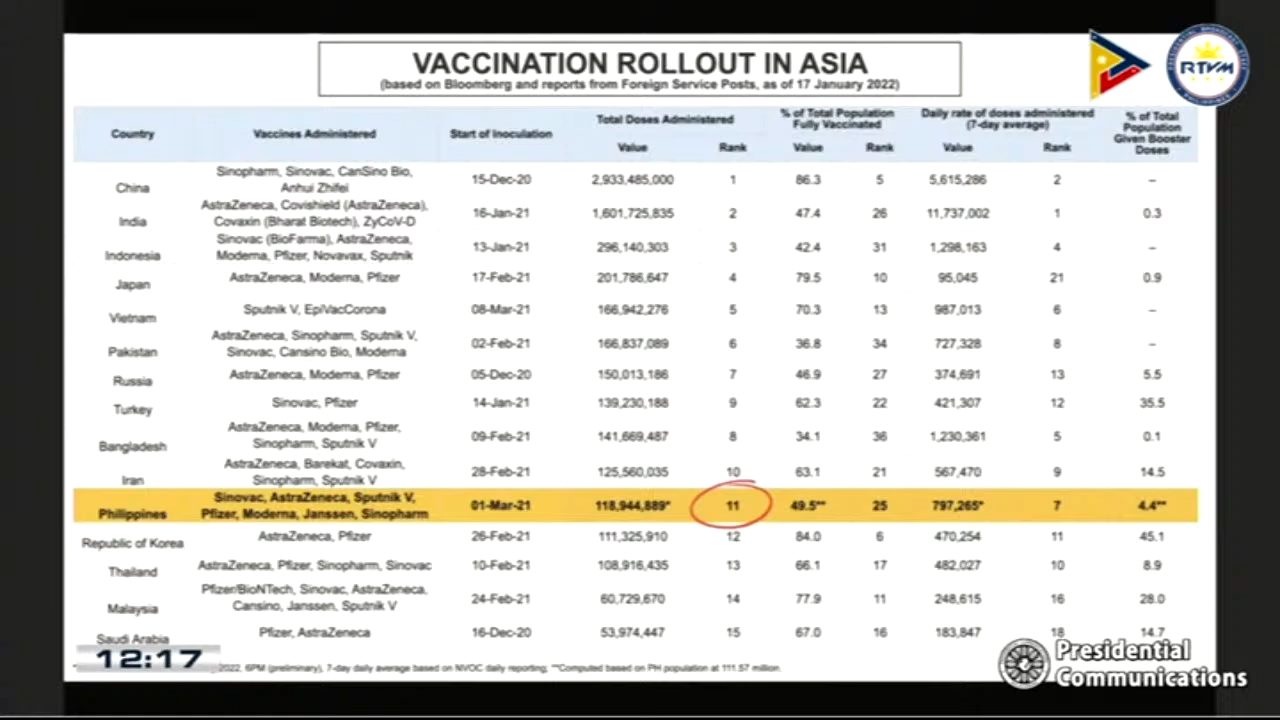 VACCINATION ROLLOUT IN ASIA
(based on Bloomberg and reports from Foreign Service Posts, as of 17 January 2022)
RTVM
Country Vaccines Administered Start of Inoculation Total Doses Administered Value Rank % of Total Population Fully Vaccinated Value Rank Daily rate of doses administered (7-day average) Value Rank % of Total Population Given Booster Doses
China Sinopharm, Sinovac, CanSino Bio, Anhui Zhifei 15-Dec-20 2,933,485,000 1 86.3 5 5,615,286 2 –
India AstraZeneca, Covishield (AstraZeneca), Covaxin (Bharat Biotech), ZyCoV-D 16-Jan-21 1,601,725,835 2 47.4 26 11,737,002 1 0.3
Indonesia Sinovac (BioFarma), AstraZeneca, Moderna, Pfizer, Novavax, Sputnik 13-Jan-21 296,140,303 3 42.4 31 1,298,163 4 –
Japan AstraZeneca, Moderna, Pfizer 17-Feb-21 201,786,647 4 79.5 10 95,045 21 0.9
Vietnam Sputnik V, EpiVacCorona 08-Mar-21 166,942,276 5 70.3 13 987,013 6 –
Pakistan AstraZeneca, Sinopharm, Sputnik V, Sinovac, Cansino Bio, Moderna 02-Feb-21 166,837,089 6 36.8 34 727,328 8 –
Russia AstraZeneca, Moderna, Pfizer 05-Dec-20 150,013,186 7 46.9 27 374,691 13 5.5
Turkey Sinovac, Pfizer 14-Jan-21 139,230,188 9 62.3 22 421,307 12 35.5
Bangladesh AstraZeneca, Moderna, Pfizer, Sinopharm, Sputnik V 09-Feb-21 141,669,487 8 34.1 36 1,230,361 5 0.1
Iran AstraZeneca, Barekat, Covaxin, Sinopharm, Sputnik V 28-Feb-21 125,560,035 10 63.1 21 567,470 9 14.5
Philippines Sinovac, AstraZeneca, Sputnik V, Pfizer, Moderna, Janssen, Sinopharm 01-Mar-21 118,944,889* 11 49.5** 25 797,265* 7 4.4**
Republic of Korea AstraZeneca, Pfizer 26-Feb-21 111,325,910 12 84.0 6 470,254 11 45.1
Thailand AstraZeneca, Pfizer, Sinopharm, Sinovac 10-Feb-21 108,916,435 13 66.1 17 482,027 10 8.9
Malaysia Pfizer/BioNTech, Sinovac, AstraZeneca, Cansino, Janssen, Sputnik V 24-Feb-21 60,729,670 14 77.9 11 248,615 16 28.0
Saudi Arabia Pfizer, AstraZeneca 16-Dec-20 53,974,447 15 67.0 16 183,847 18 14.7
12:17
2022, 6PM (preliminary), 7-day daily average based on NVOC daily reporting; **Computed based on PH population at 111.57 million.
Presidential
Communications